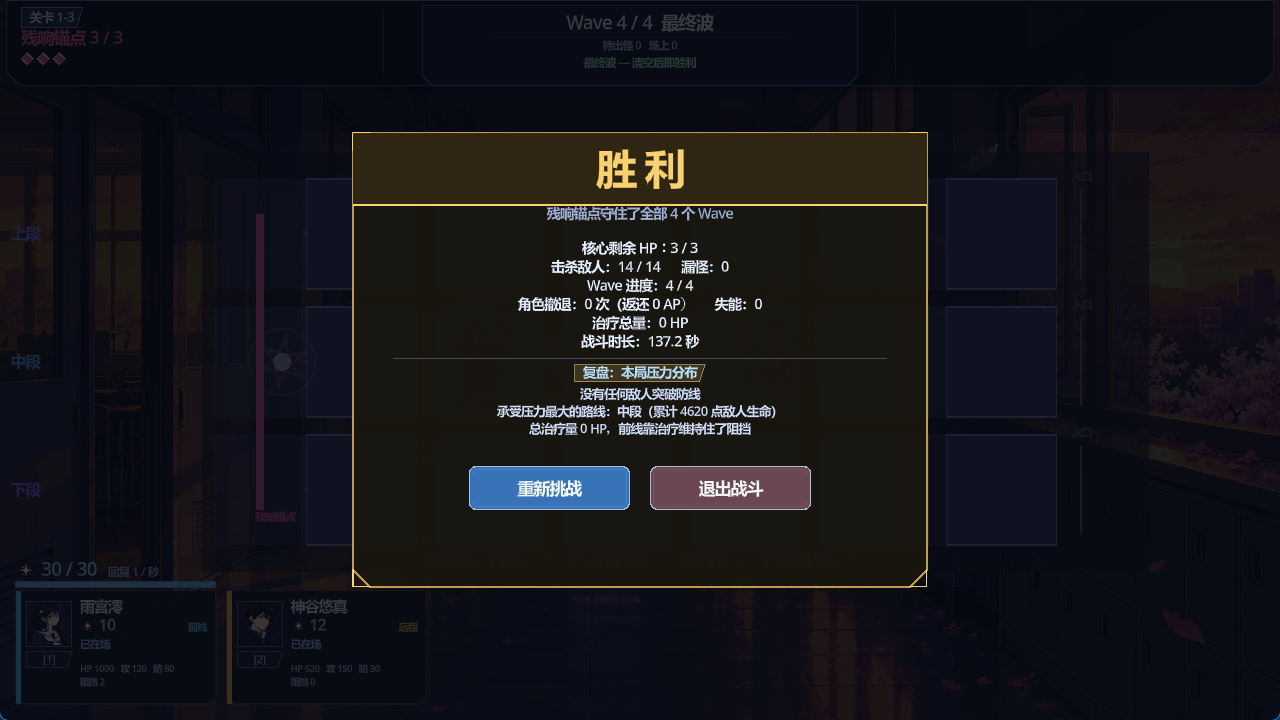 关卡 1-3
残响锚点 3 / 3
Wave 4 / 4 最终波
待出怪 0 场上 0
最终波 — 清空后即胜利
胜利
残响锚点守住了全部 4 个 Wave
核心剩余 HP：3 / 3
击杀敌人：14 / 14 漏怪：0
Wave 进度：4 / 4
角色撤退：0 次（返还 0 AP） 失能：0
治疗总量：0 HP
战斗时长：137.2 秒
复盘：本局压力分布
没有任何敌人突破防线
承受压力最大的路线：中段（累计 4620 点敌人生命）
总治疗量 0 HP，前线靠治疗维持住了阻挡
重新挑战
退出战斗
上段
中段
下段
入口
入口
入口
残响锚点
30 / 30 回复 1 / 秒
雨宫澪
10
前线
已在场
[1]
HP 1000 攻 120 防 80
阻挡 2
神谷悠真
12
远程
已在场
[2]
HP 620 攻 150 防 30
阻挡 0